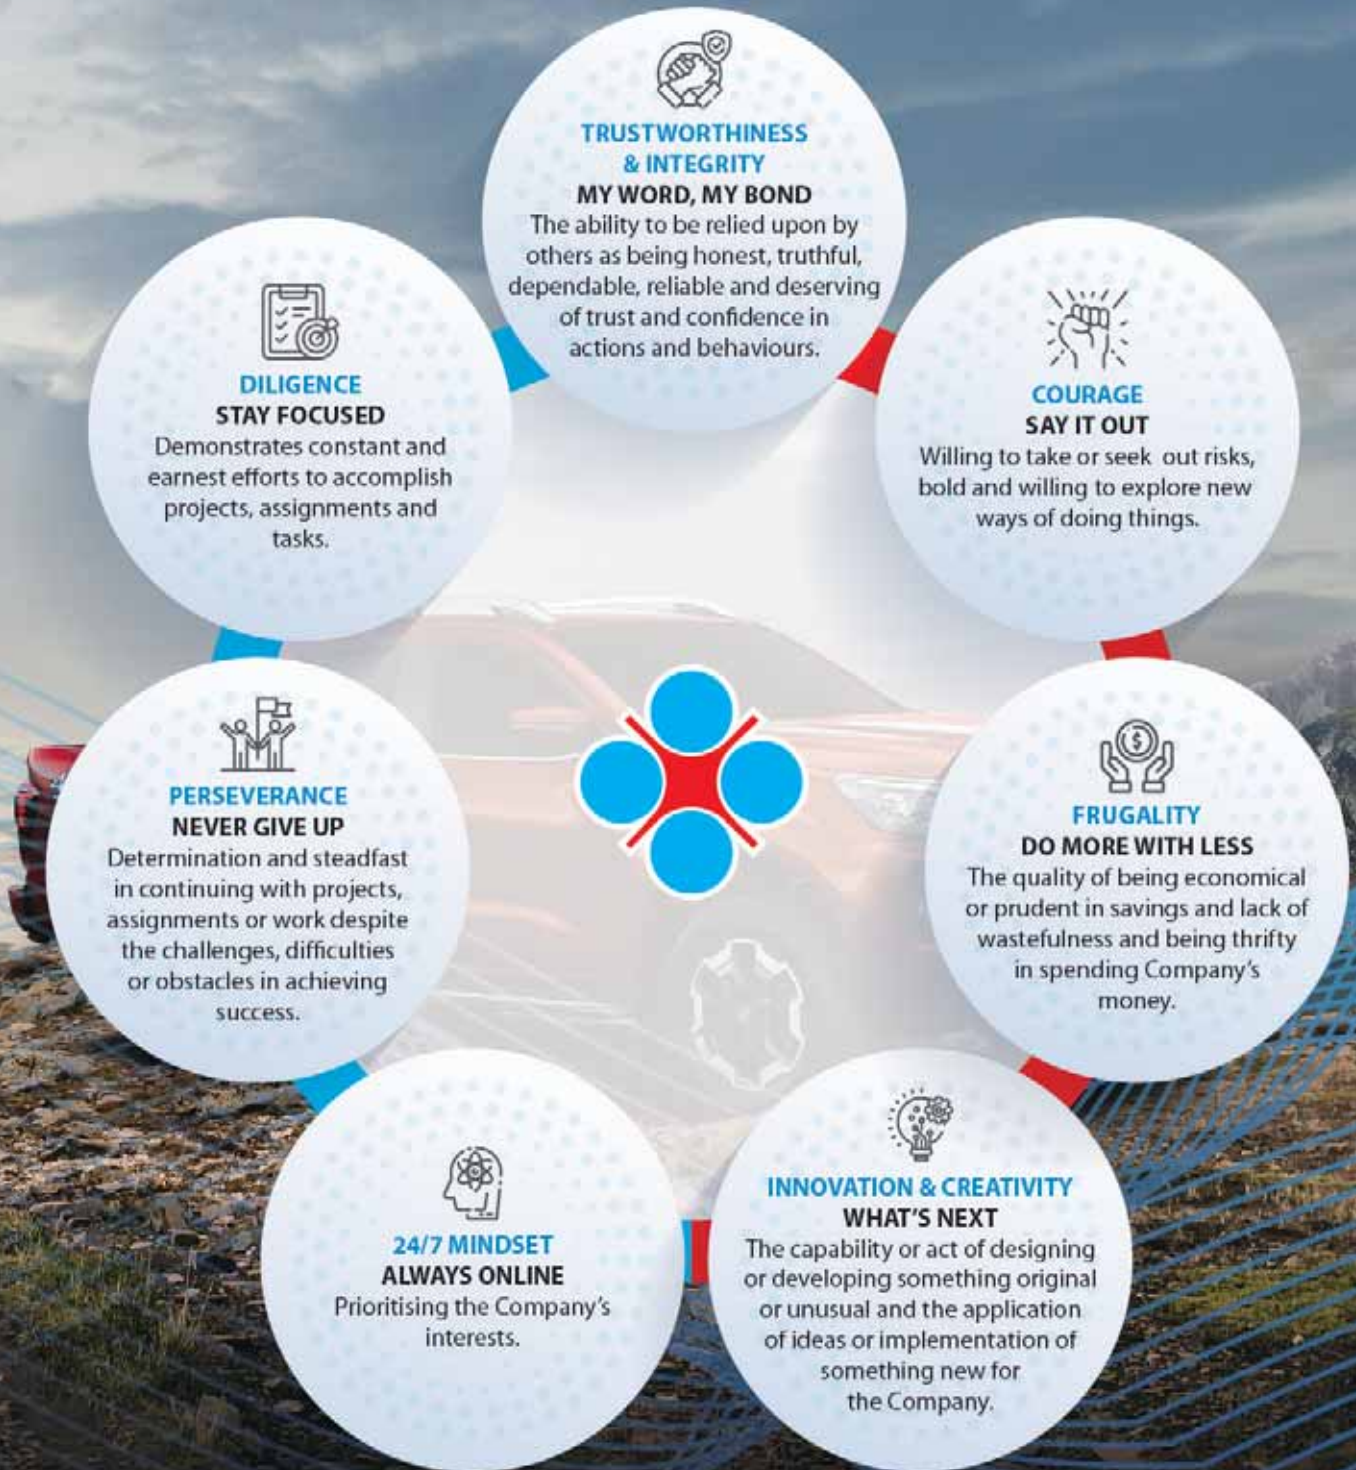 TRUSTWORTHINESS
& INTEGRITY
MY WORD, MY BOND
The ability to be relied upon by
others as being honest, truthful,
dependable, reliable and deserving
of trust and confidence in
actions and behaviours.
COURAGE
SAY IT OUT
Willing to take or seek out risks,
bold and willing to explore new
ways of doing things.
FRUGALITY
DO MORE WITH LESS
The quality of being economical
or prudent in savings and lack of
wastefulness and being thrifty
in spending Company's
money.
INNOVATION & CREATIVITY
WHAT'S NEXT
The capability or act of designing
or developing something original
or unusual and the application
of ideas or implementation of
something new for
the Company.
24/7 MINDSET
ALWAYS ONLINE
Prioritising the Company's
interests.
PERSEVERANCE
NEVER GIVE UP
Determination and steadfast
in continuing with projects,
assignments or work despite
the challenges, difficulties
or obstacles in achieving
success.
DILIGENCE
STAY FOCUSED
Demonstrates constant and
earnest efforts to accomplish
projects, assignments and
tasks.